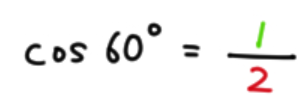 cos 60° = 1/2